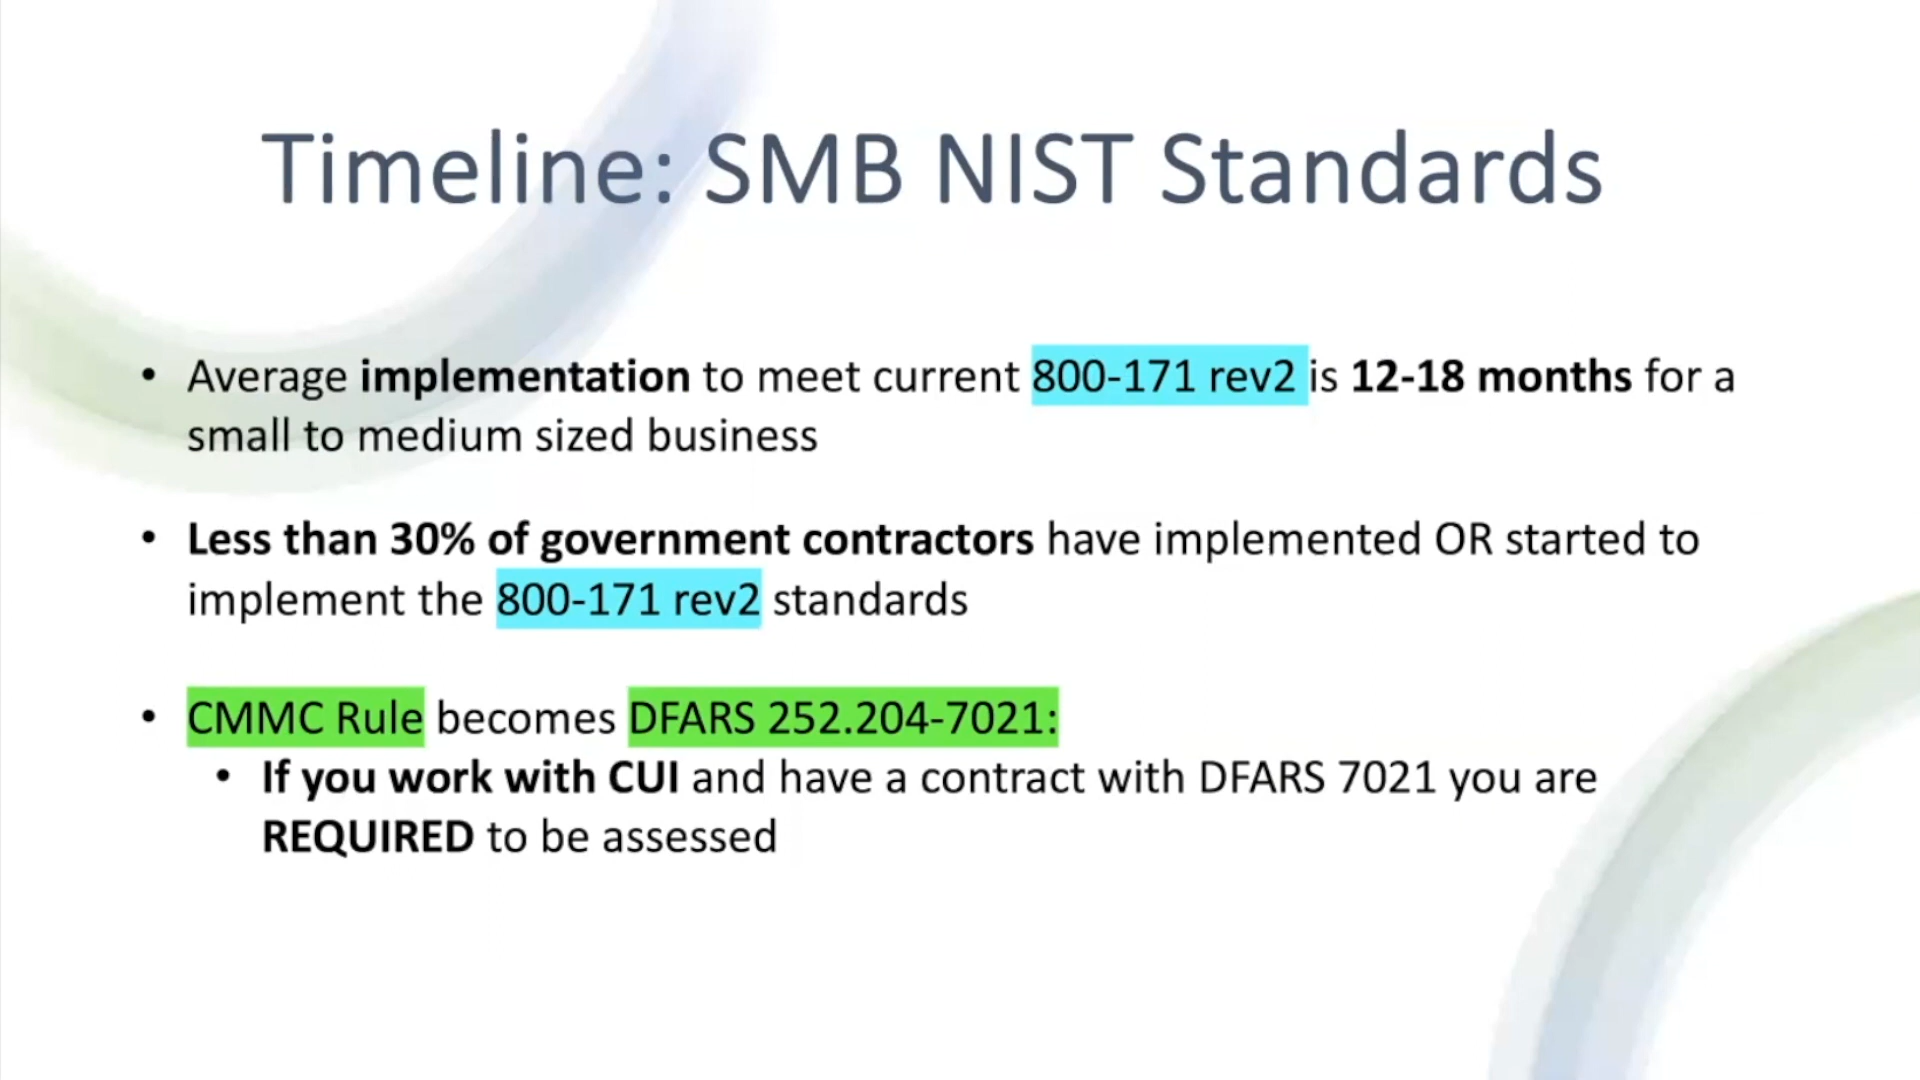 Timeline: SMB NIST Standards
• Average implementation to meet current 800-171 rev2 is 12-18 months for a
small to medium sized business
• Less than 30% of government contractors have implemented OR started to
implement the 800-171 rev2 standards
• CMMC Rule becomes DFARS 252.204-7021:
• If you work with CUI and have a contract with DFARS 7021 you are
REQUIRED to be assessed